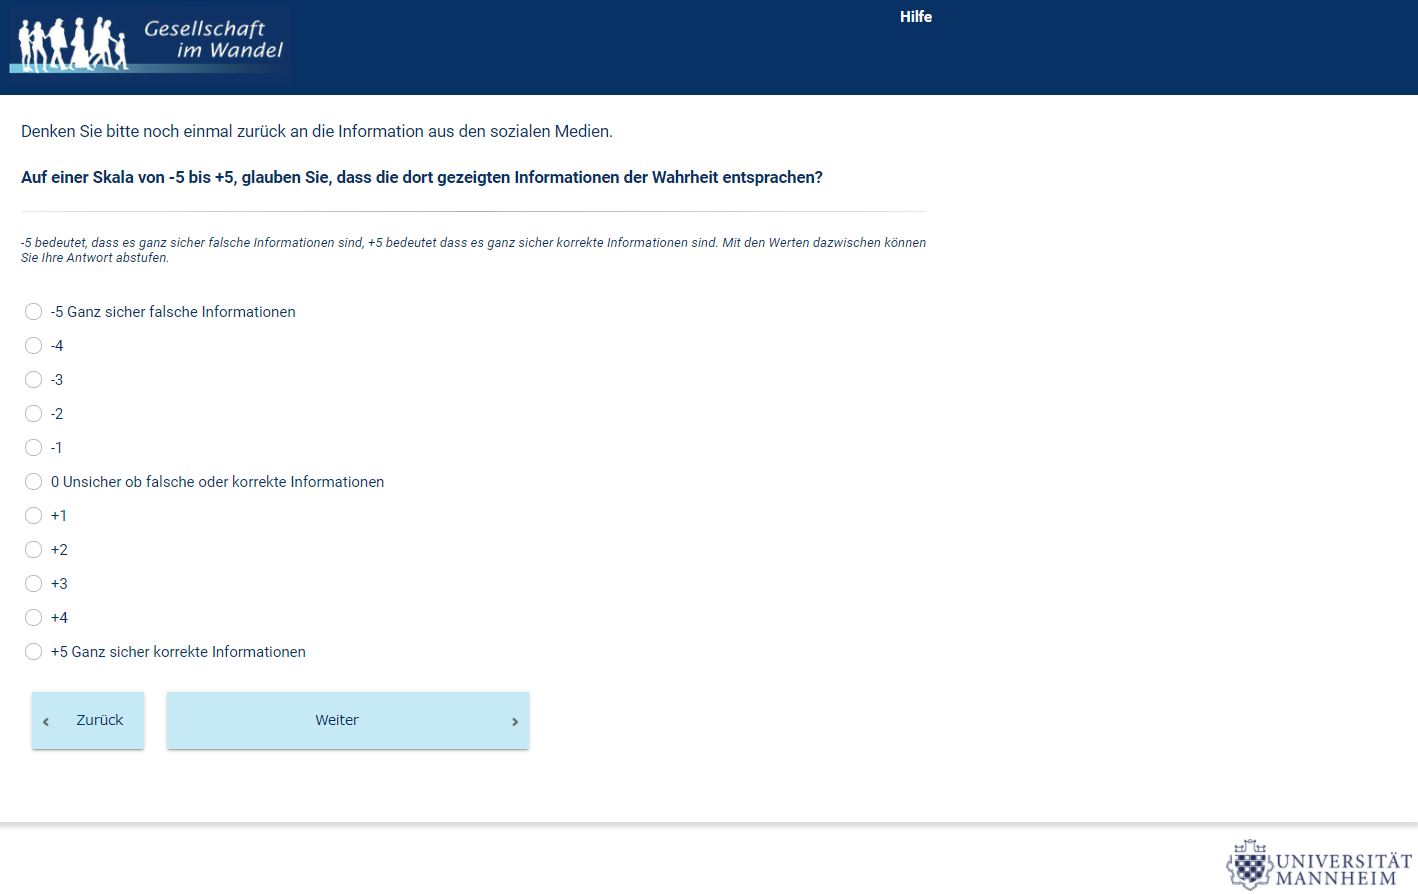 Gesellschaft
im Wandel
Hilfe
Denken Sie bitte noch einmal zurück an die Information aus den sozialen Medien.
Auf einer Skala von -5 bis +5, glauben Sie, dass die dort gezeigten Informationen der Wahrheit entsprachen?
-5 bedeutet, dass es ganz sicher falsche Informationen sind, +5 bedeutet dass es ganz sicher korrekte Informationen sind. Mit den Werten dazwischen können
Sie Ihre Antwort abstufen.
-5 Ganz sicher falsche Informationen
-4
-3
-2
-1
0 Unsicher ob falsche oder korrekte Informationen
+1
+2
+3
+4
+5 Ganz sicher korrekte Informationen
‹ Zurück
Weiter ›
UNIVERSITÄT
MANNHEIM